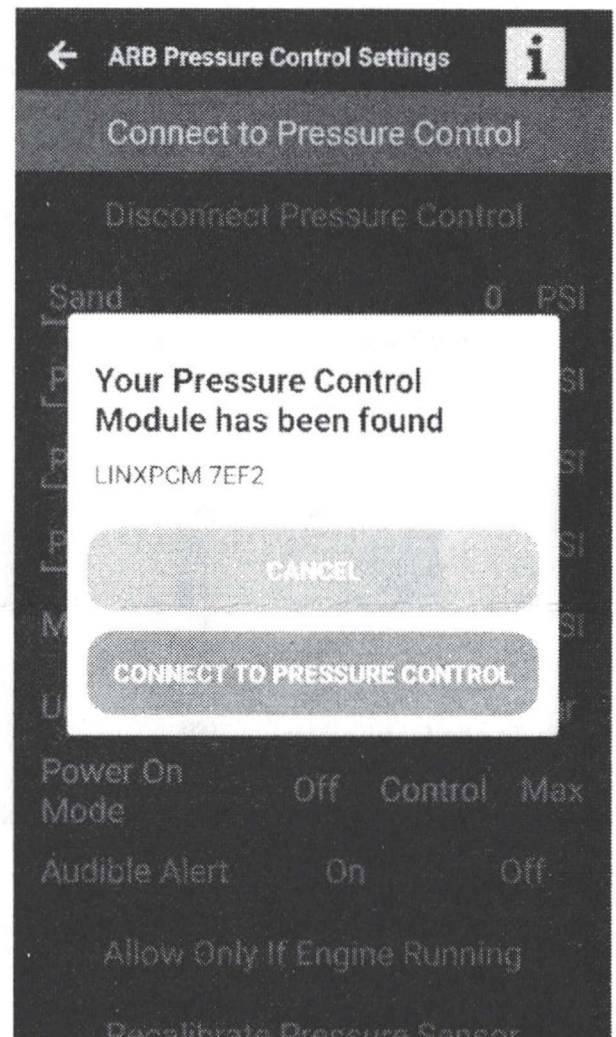 ← ARB Pressure Control Settings i
Connect to Pressure Control
Disconnect Pressure Control
Sand 0 PSI
Your Pressure Control
Module has been found
LINXPCM 7EF2
CANCEL
CONNECT TO PRESSURE CONTROL
Power On
Mode Off Control Max
Audible Alert On Off
Allow Only If Engine Running
Recalibrate Pressure Sensor